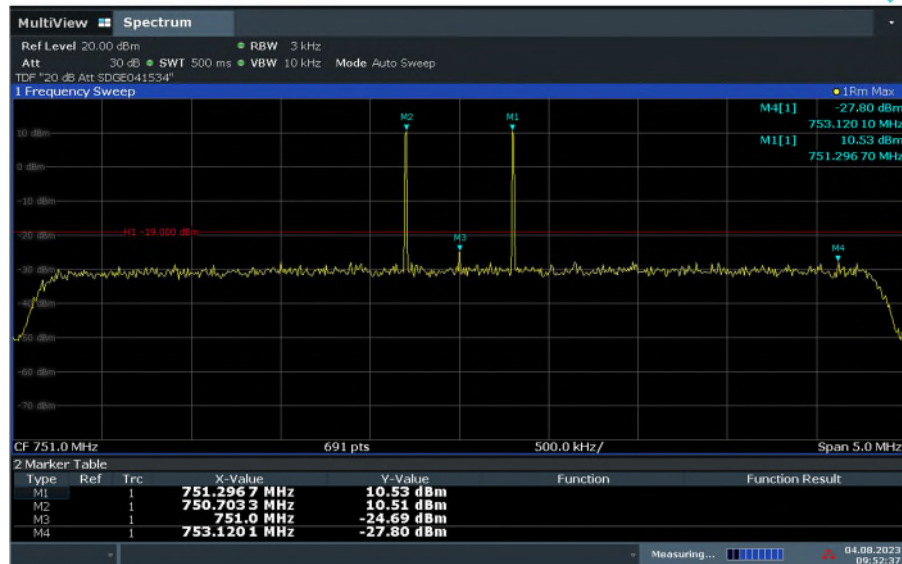 MultiView Spectrum
Ref Level 20.00 dBm RBW 3 kHz
Att 30 dB SWT 500 ms VBW 10 kHz Mode Auto Sweep
TDF "20 dB Att SDGE041534"
1 Frequency Sweep 1Rm Max
M4[1] -27.80 dBm
753.120 10 MHz
M1[1] 10.53 dBm
751.296 70 MHz
M2 M1
10 dBm
0 dBm
-10 dBm
H1 -19.000 dBm
-20 dBm
M3
M4
-30 dBm
-40 dBm
-50 dBm
-60 dBm
-70 dBm
CF 751.0 MHz 691 pts 500.0 kHz/ Span 5.0 MHz
2 Marker Table
Type Ref Trc X-Value Y-Value Function Function Result
M1 1 751.296 7 MHz 10.53 dBm
M2 1 750.703 3 MHz 10.51 dBm
M3 1 751.0 MHz -24.69 dBm
M4 1 753.120 1 MHz -27.80 dBm
Measuring... 04.08.2023
09:52:37